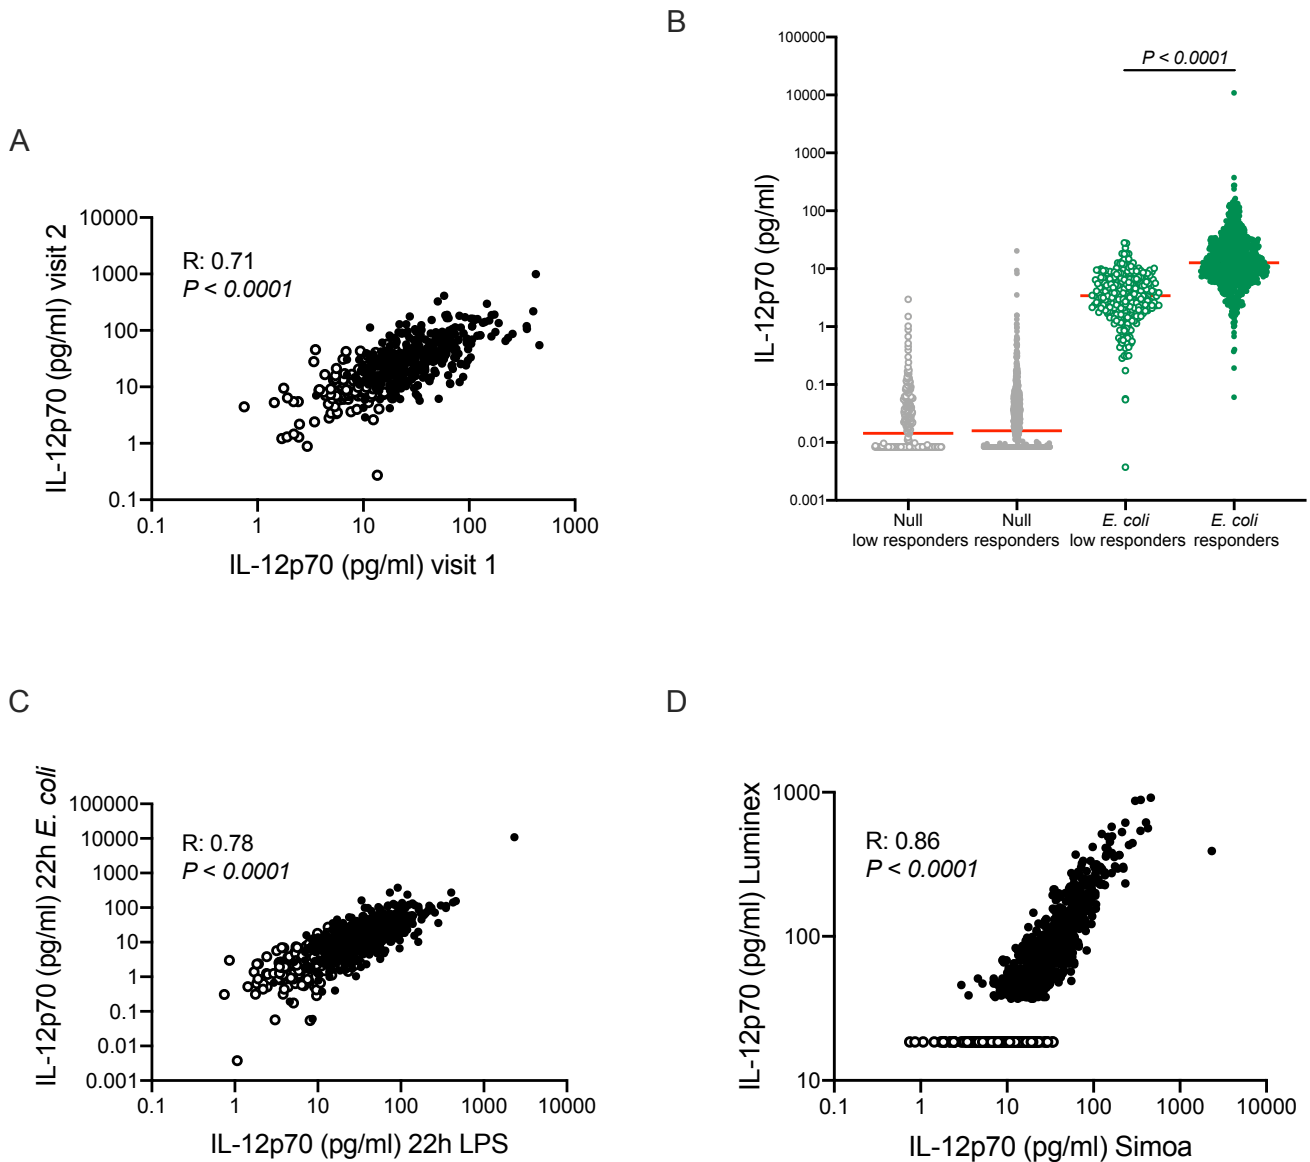 A
10000
1000
100
10
1
0.1
IL-12p70 (pg/ml) visit 2
R: 0.71
P < 0.0001
0.1 1 10 100 1000
IL-12p70 (pg/ml) visit 1
B
100000
10000
1000
100
10
1
0.1
0.01
0.001
IL-12p70 (pg/ml)
P < 0.0001
Null low responders
Null responders
E. coli low responders
E. coli responders
C
100000
10000
1000
100
10
1
0.1
0.01
0.001
IL-12p70 (pg/ml) 22h E. coli
R: 0.78
P < 0.0001
0.1 1 10 100 1000 10000
IL-12p70 (pg/ml) 22h LPS
D
1000
100
10
IL-12p70 (pg/ml) Luminex
R: 0.86
P < 0.0001
0.1 1 10 100 1000 10000
IL-12p70 (pg/ml) Simoa